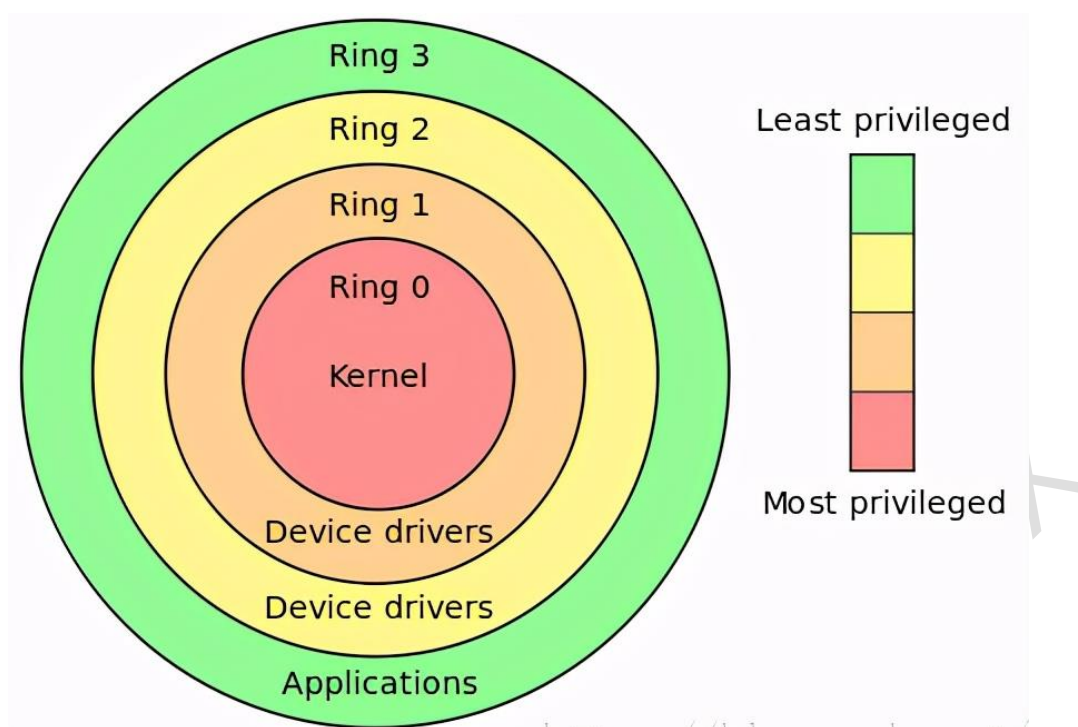 Ring 3
Ring 2
Ring 1
Ring 0
Kernel
Device drivers
Device drivers
Applications
Least privileged
Most privileged